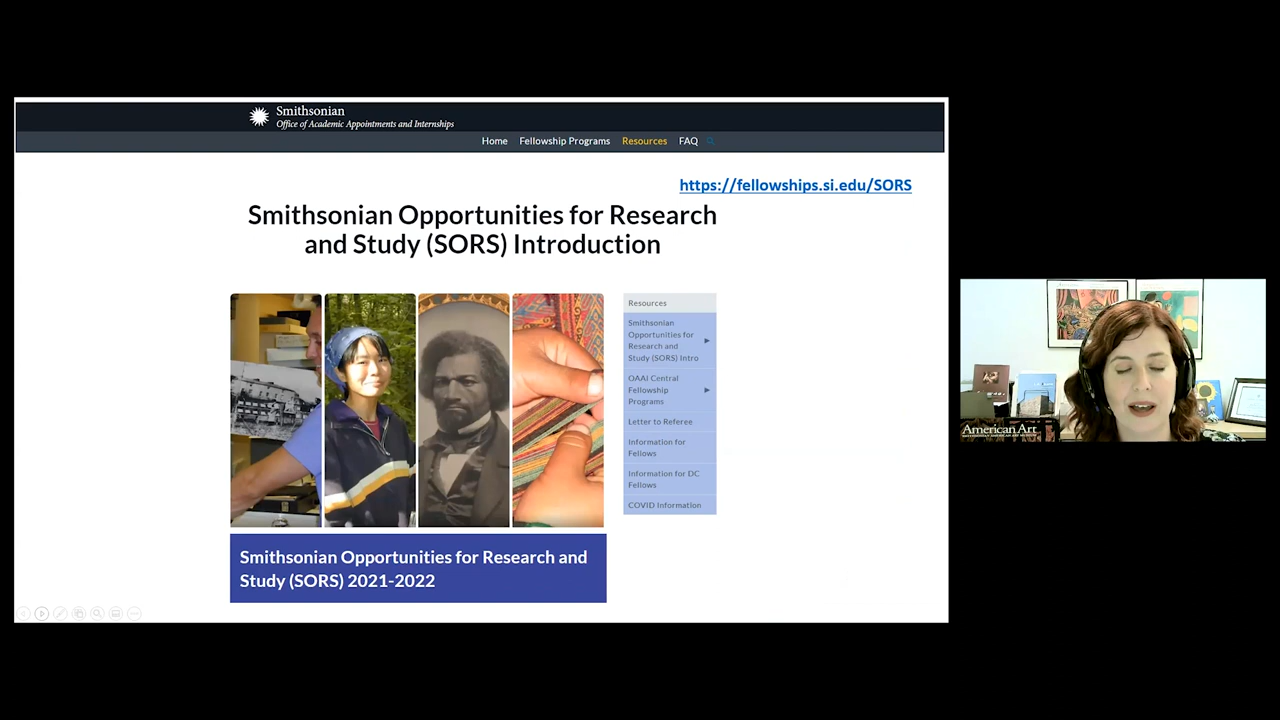 Smithsonian
Office of Academic Appointments and Internships
Home Fellowship Programs Resources FAQ
https://fellowships.si.edu/SORS
Smithsonian Opportunities for Research
and Study (SORS) Introduction
Resources
Smithsonian
Opportunities for
Research and
Study (SORS) Intro
OAAI Central
Fellowship
Programs
Letter to Referee
Information for
Fellows
Information for DC
Fellows
COVID Information
Smithsonian Opportunities for Research and
Study (SORS) 2021-2022
American Art